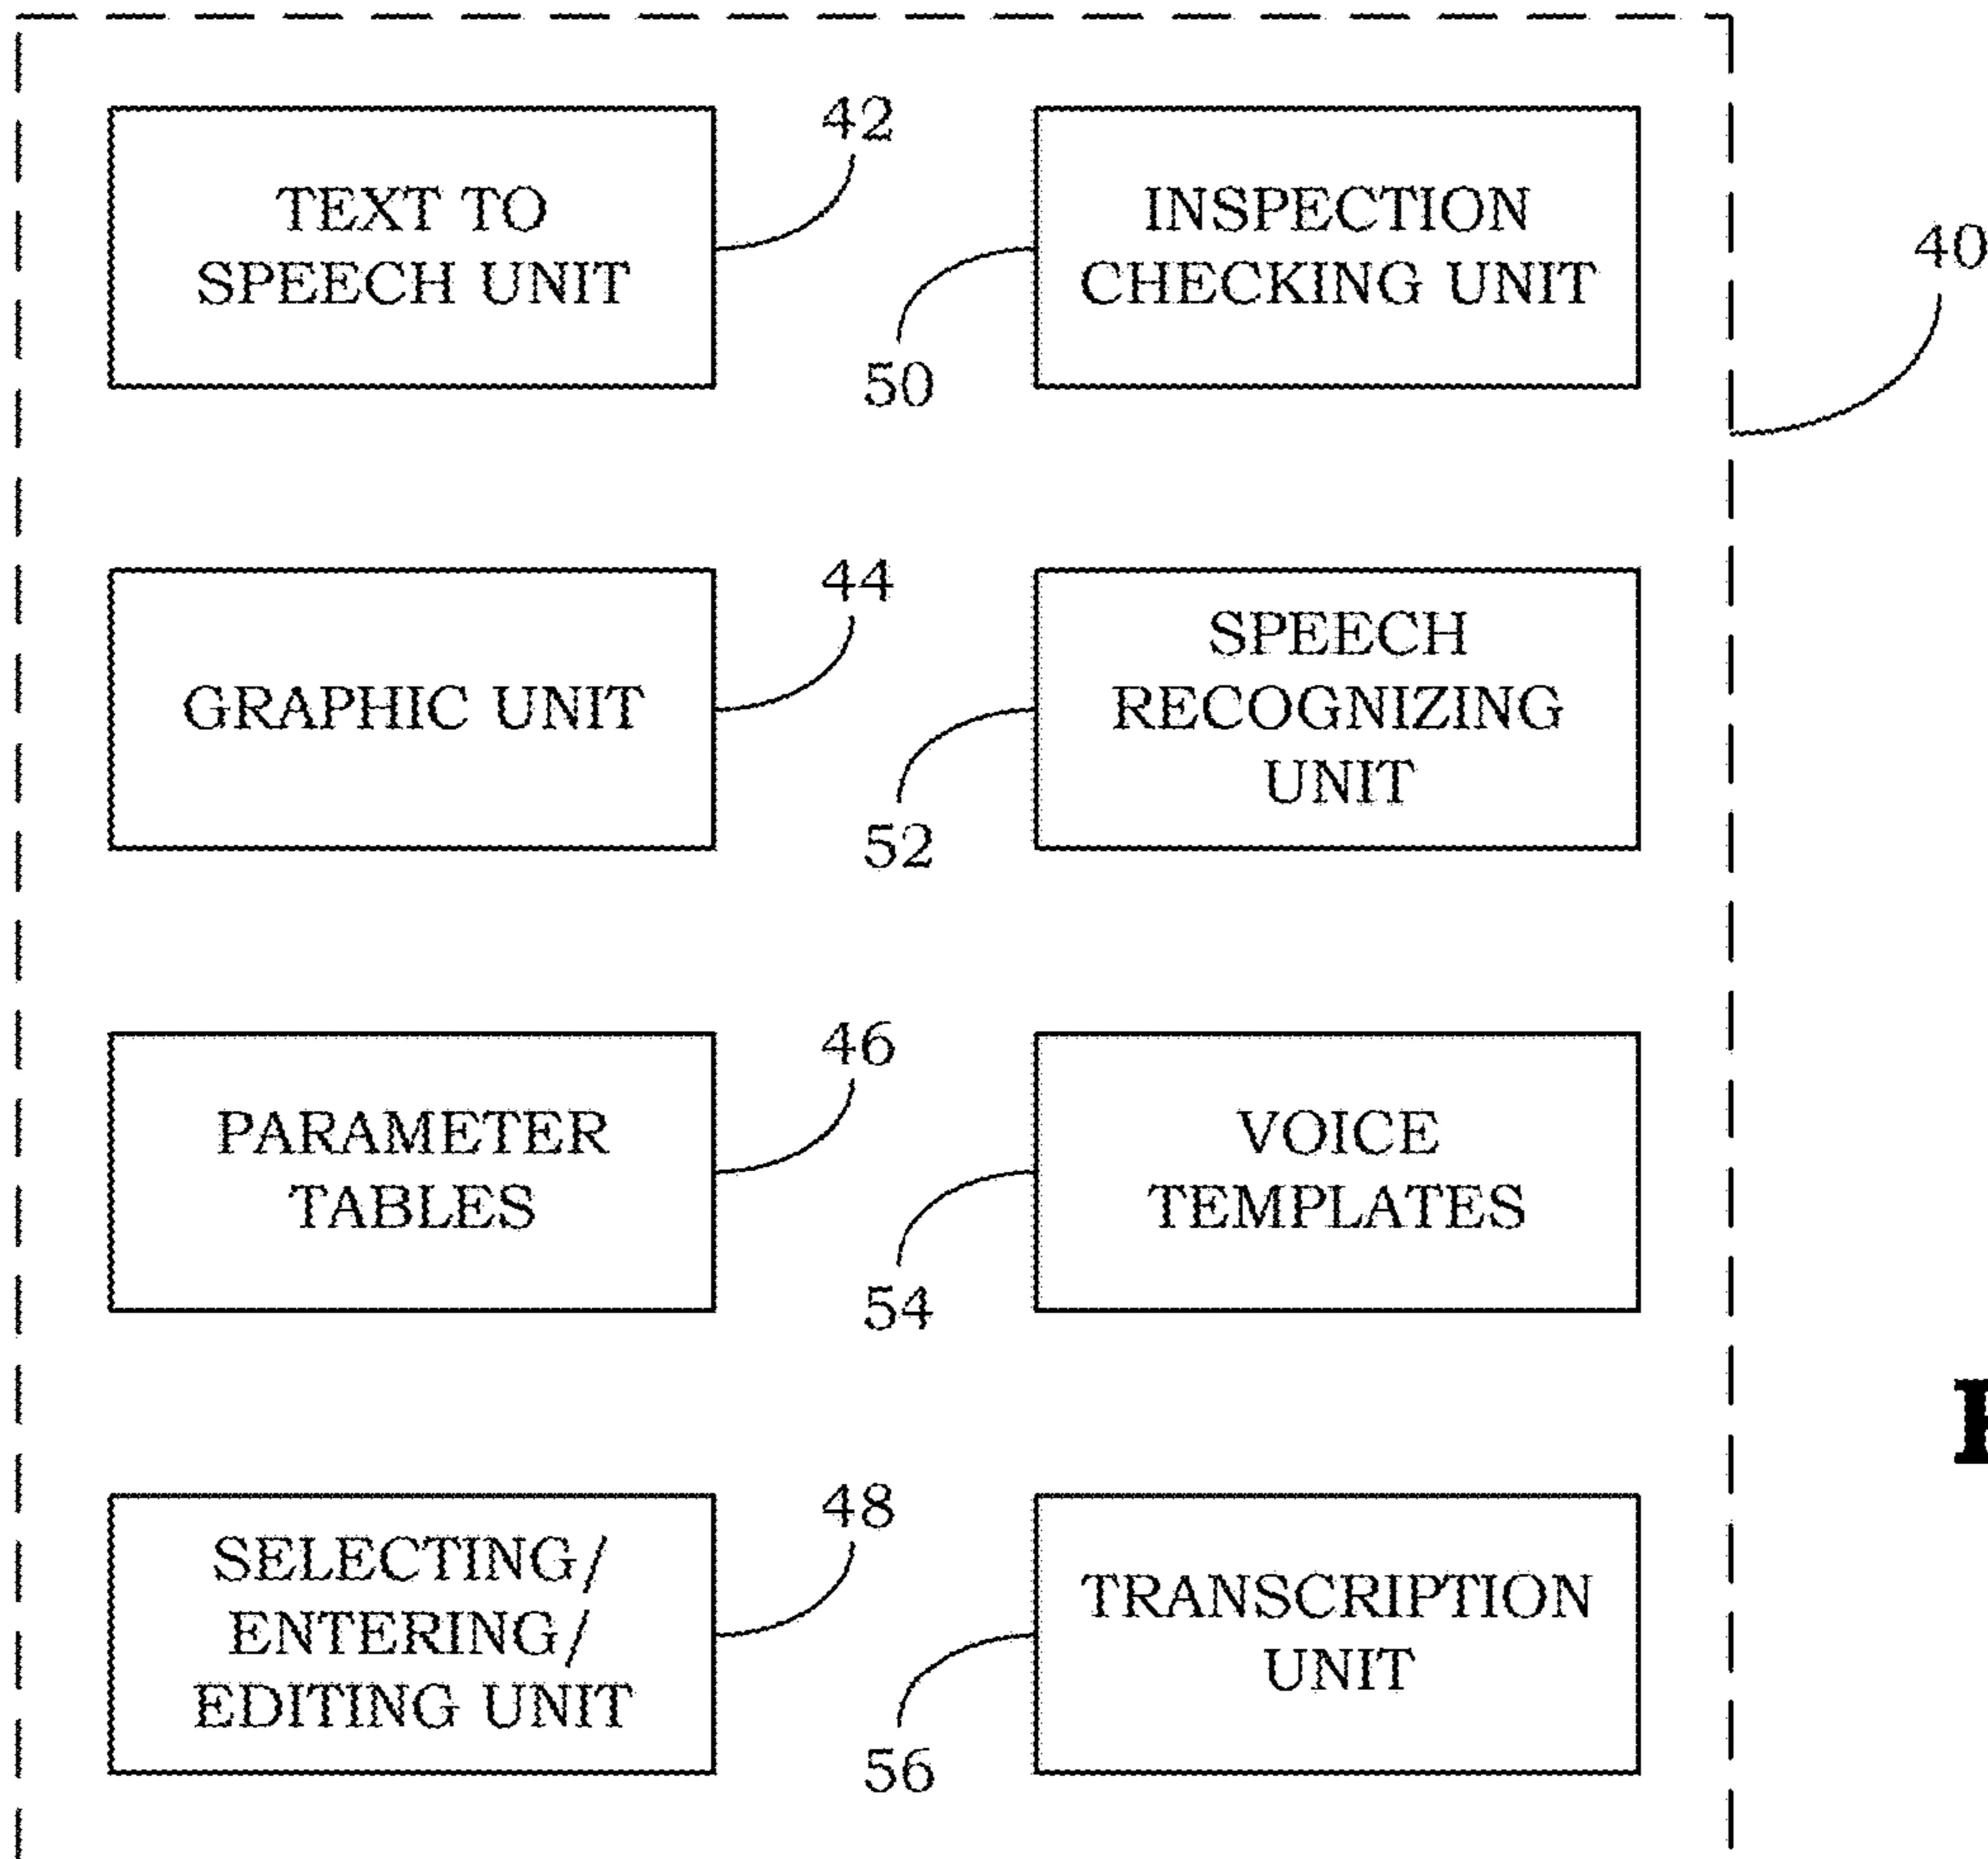 42
TEXT TO
SPEECH UNIT
INSPECTION
CHECKING UNIT
50
40
44
GRAPHIC UNIT
SPEECH
RECOGNIZING
UNIT
52
46
PARAMETER
TABLES
VOICE
TEMPLATES
54
48
SELECTING/
ENTERING/
EDITING UNIT
TRANSCRIPTION
UNIT
56